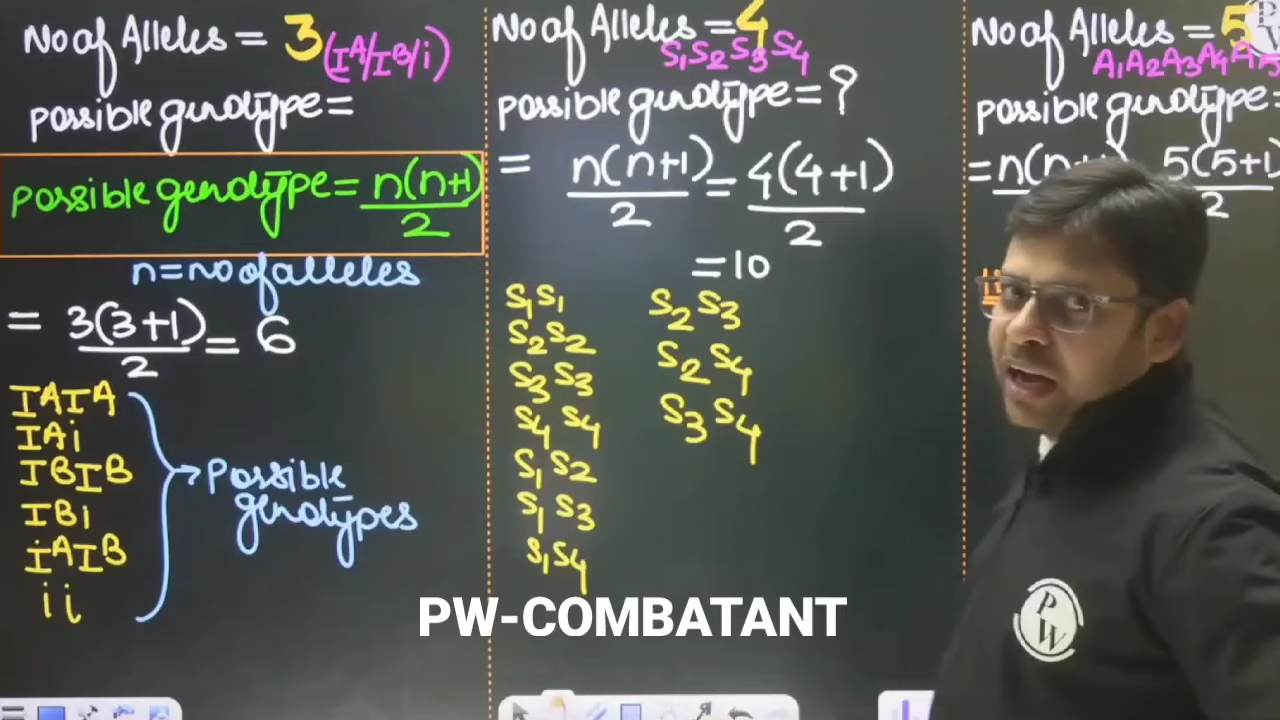 No of Alleles = 3 (IA/IB/i)
Possible genotype =
Possible genotype = n(n+1)
2
n = no of alleles
= 3(3+1) = 6
2
IAIA
IAi
IBIB
IBi
IAIB
ii
Possible
genotypes
No of Alleles = 4
S1S2S3S4
Possible genotype = ?
= n(n+1) = 4(4+1)
2 2
= 10
S1S1
S2S2
S3S3
S4S4
S1S2
S1S3
S1S4
S2S3
S2S4
S3S4
No of Alleles = 5
A1A2A3A4A5
Possible genotype =
= n(n+1) 5(5+1)
2
PW-COMBATANT
P
W